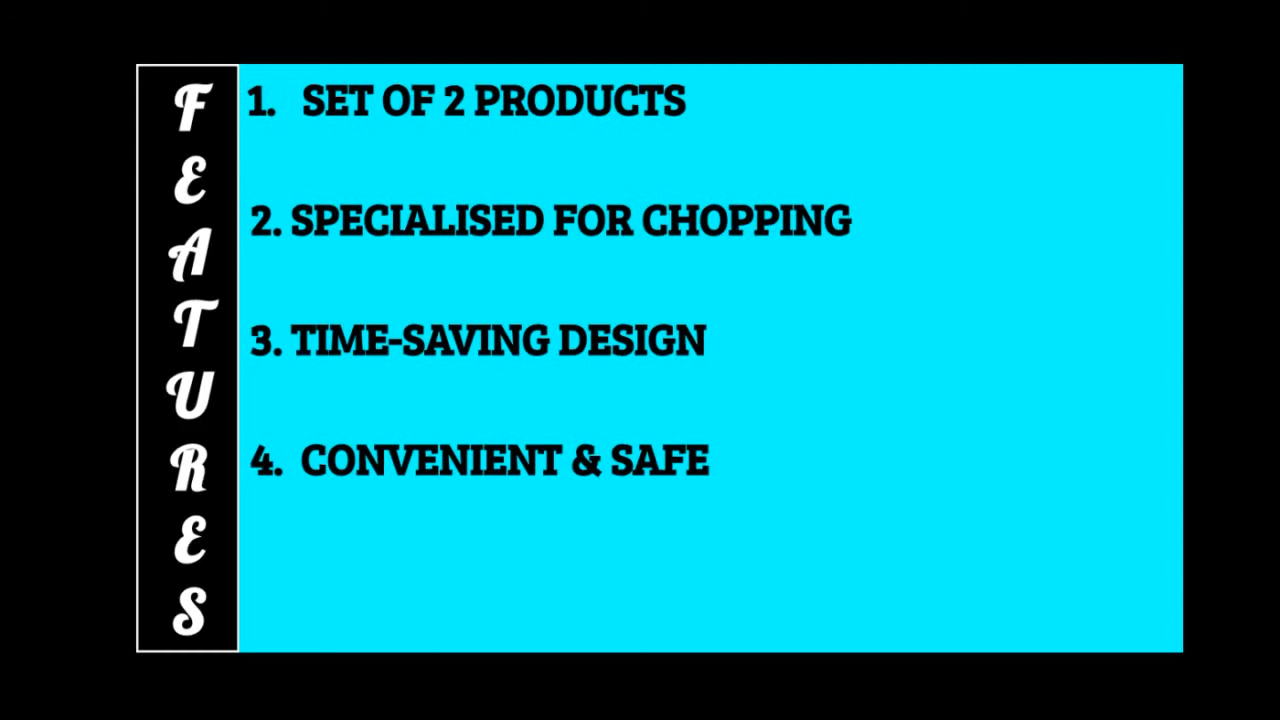 FEATURES
1. SET OF 2 PRODUCTS
2. SPECIALISED FOR CHOPPING
3. TIME-SAVING DESIGN
4. CONVENIENT & SAFE